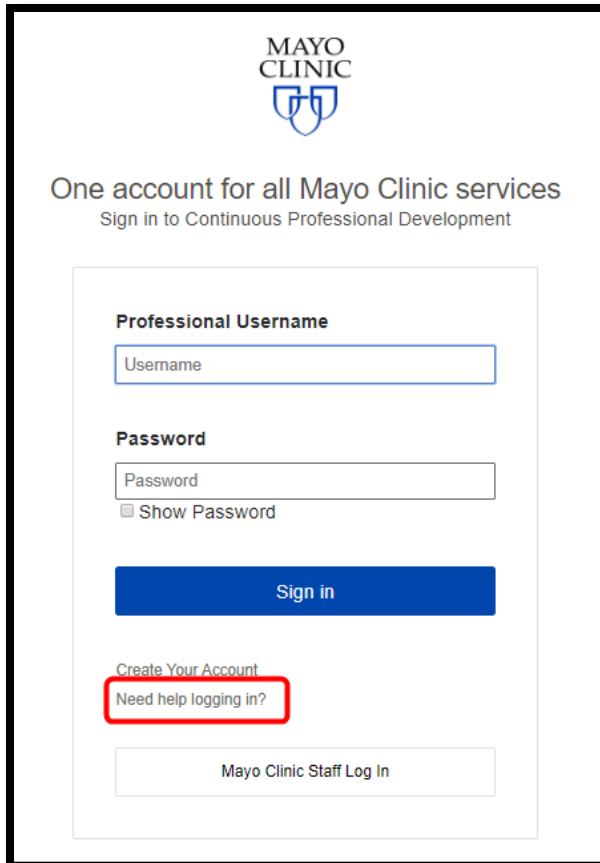 MAYO
CLINIC
One account for all Mayo Clinic services
Sign in to Continuous Professional Development
Professional Username
Username
Password
Password
Show Password
Sign in
Create Your Account
Need help logging in?
Mayo Clinic Staff Log In